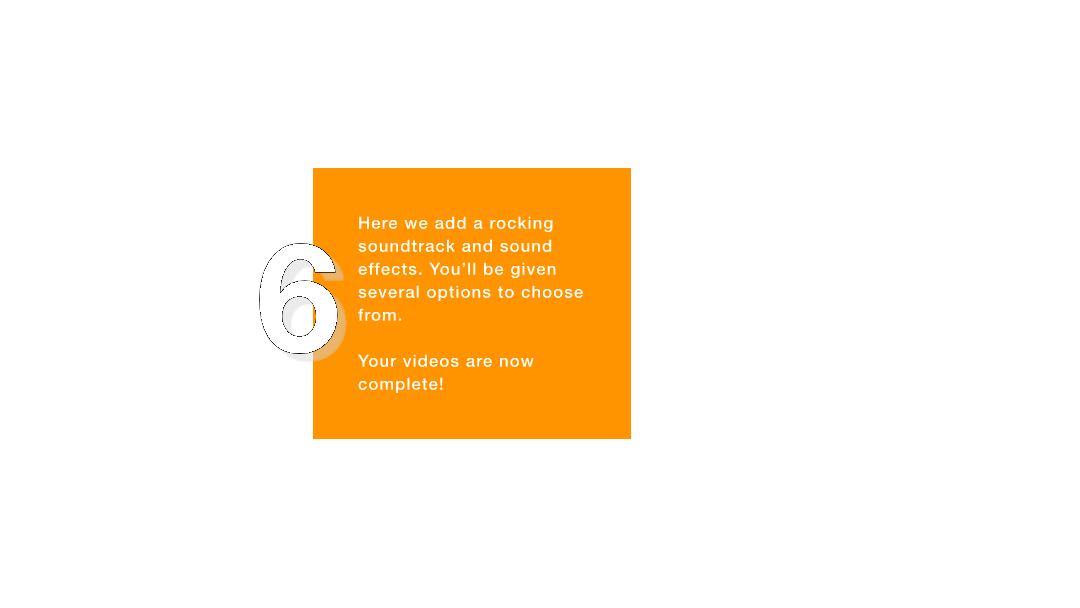 6
Here we add a rocking
soundtrack and sound
effects. You’ll be given
several options to choose
from.
Your videos are now
complete!